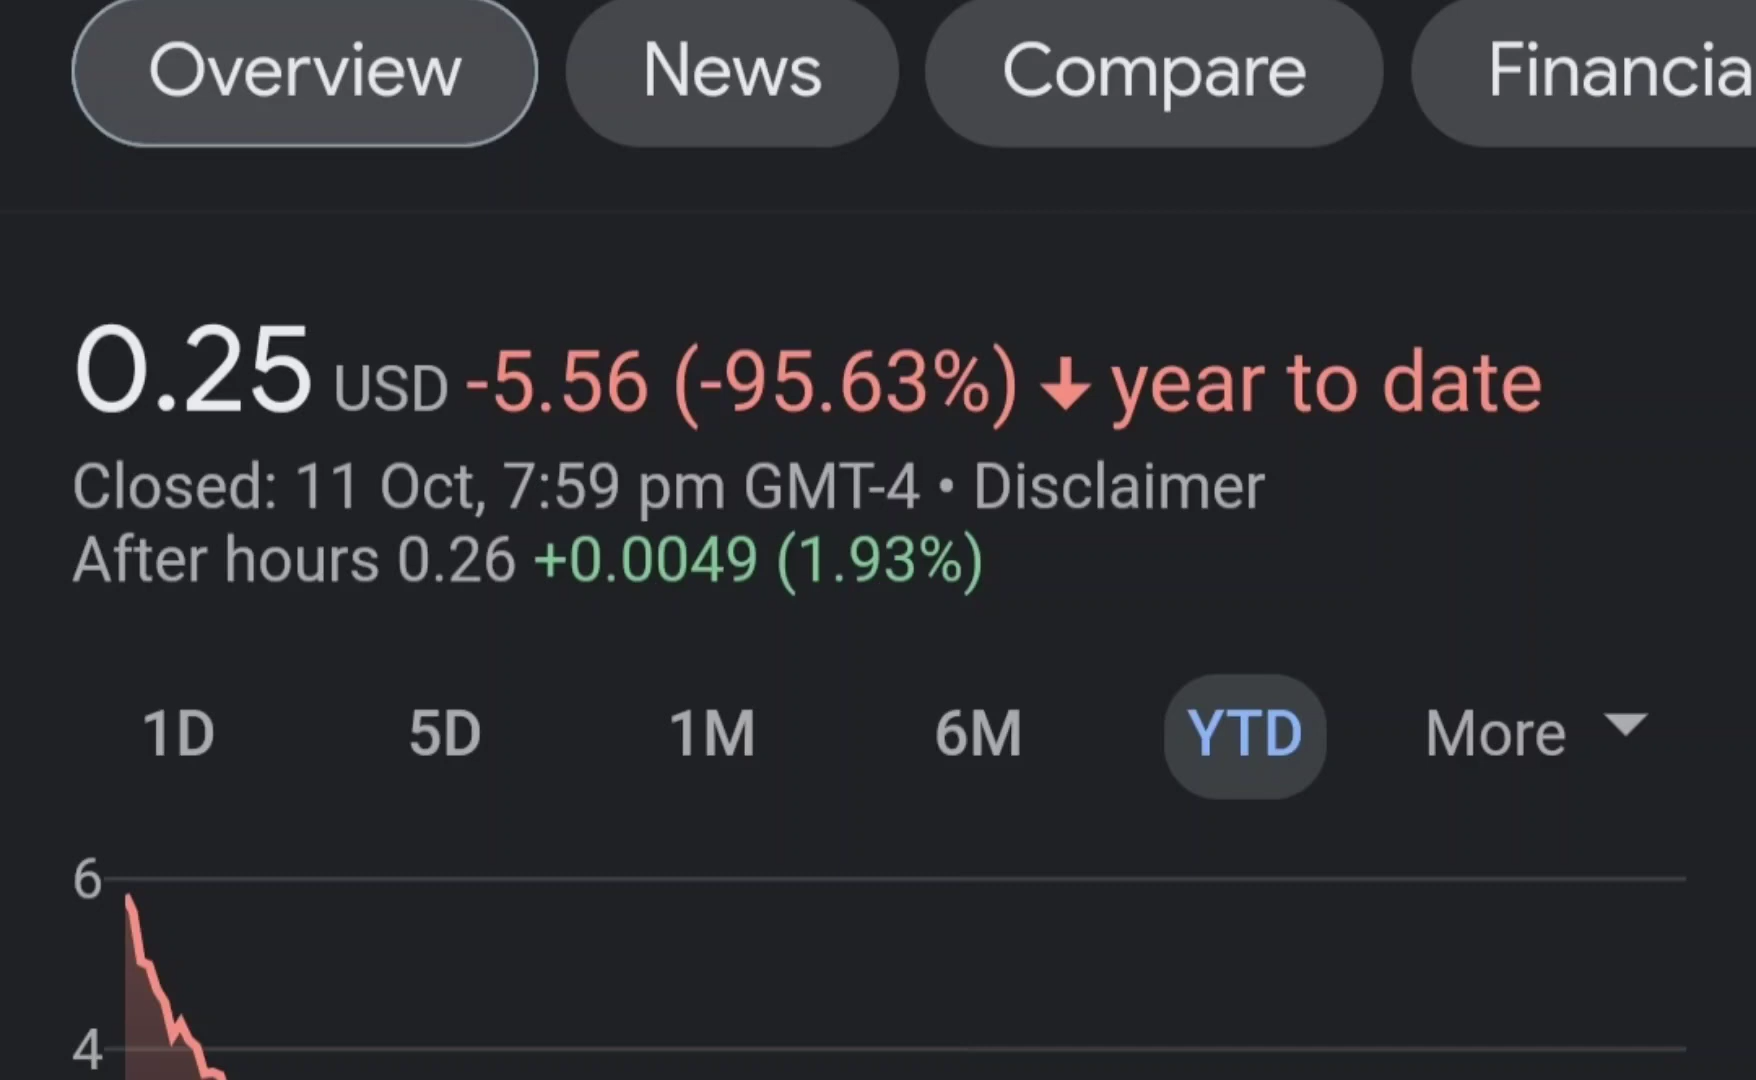 Overview News Compare Financia
0.25 USD -5.56 (-95.63%) ↓ year to date
Closed: 11 Oct, 7:59 pm GMT-4 • Disclaimer
After hours 0.26 +0.0049 (1.93%)
1D 5D 1M 6M YTD More
6
4